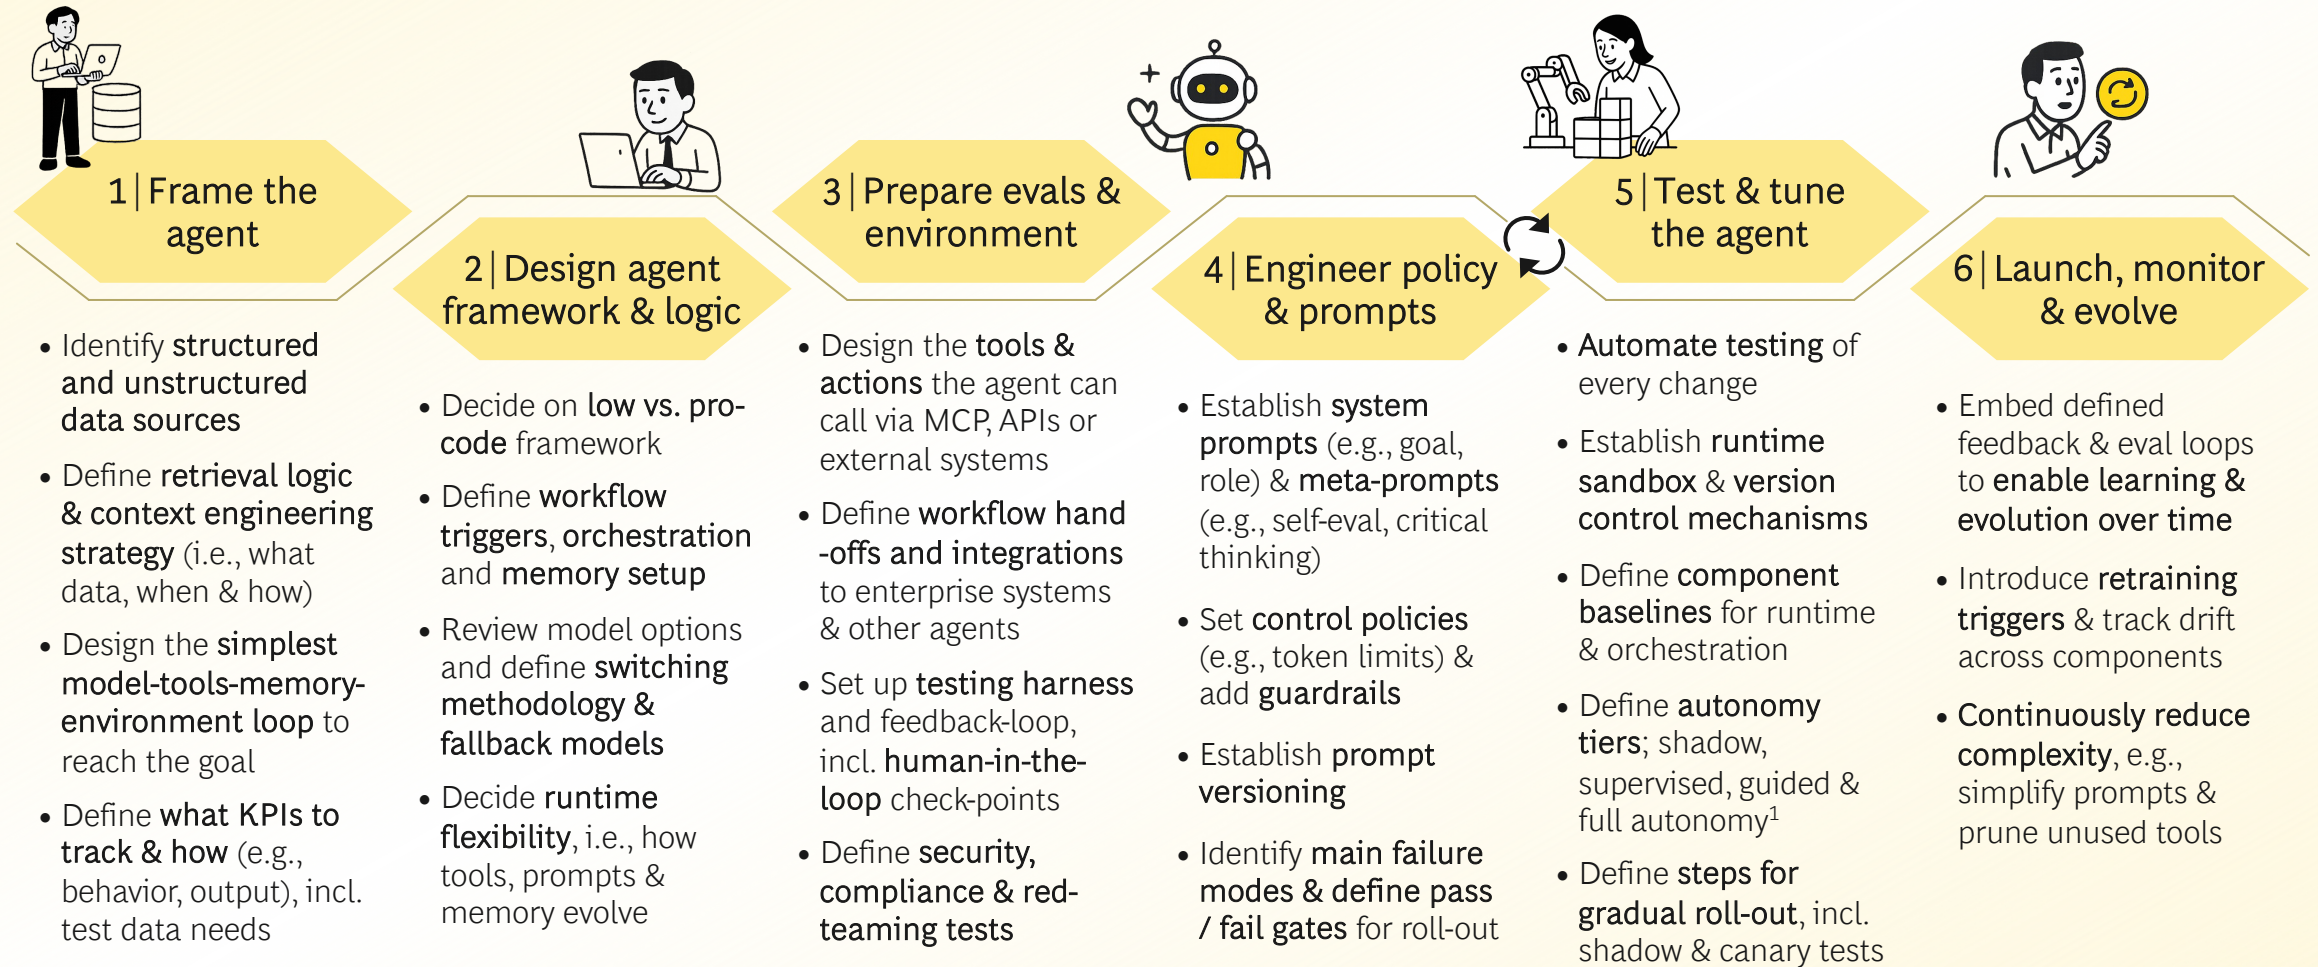 1|Frame the
agent
• Identify structured
and unstructured
data sources
• Define retrieval logic
& context engineering
strategy (i.e., what
data, when & how)
• Design the simplest
model-tools-memory-
environment loop to
reach the goal
• Define what KPIs to
track & how (e.g.,
behavior, output), incl.
test data needs
2|Design agent
framework & logic
• Decide on low vs. pro-
code framework
• Define workflow
triggers, orchestration
and memory setup
• Review model options
and define switching
methodology &
fallback models
• Decide runtime
flexibility, i.e., how
tools, prompts &
memory evolve
3|Prepare evals &
environment
• Design the tools &
actions the agent can
call via MCP, APIs or
external systems
• Define workflow hand
-offs and integrations
to enterprise systems
& other agents
• Set up testing harness
and feedback-loop,
incl. human-in-the-
loop check-points
• Define security,
compliance & red-
teaming tests
4|Engineer policy
& prompts
• Establish system
prompts (e.g., goal,
role) & meta-prompts
(e.g., self-eval, critical
thinking)
• Set control policies
(e.g., token limits) &
add guardrails
• Establish prompt
versioning
• Identify main failure
modes & define pass
/ fail gates for roll-out
5|Test & tune
the agent
• Automate testing of
every change
• Establish runtime
sandbox & version
control mechanisms
• Define component
baselines for runtime
& orchestration
• Define autonomy
tiers; shadow,
supervised, guided &
full autonomy¹
• Define steps for
gradual roll-out, incl.
shadow & canary tests
6|Launch, monitor
& evolve
• Embed defined
feedback & eval loops
to enable learning &
evolution over time
• Introduce retraining
triggers & track drift
across components
• Continuously reduce
complexity, e.g.,
simplify prompts &
prune unused tools